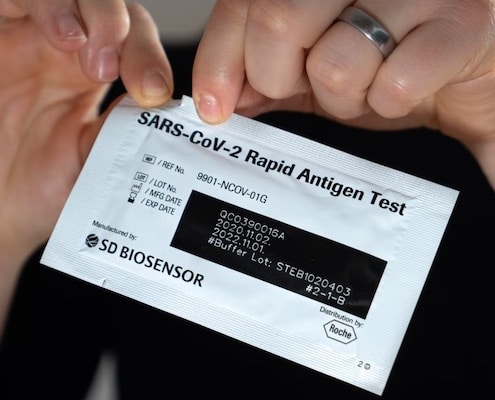 SARS-CoV-2 Rapid Antigen Test
REF / REF No. 9901-NCOV-01G
LOT / LOT No. QCO390016A
/ MFG DATE 2020.11.02.
/ EXP DATE 2022.11.01.
#Buffer Lot: STEB1020403
#2-1-B
Manufactured by:
SD BIOSENSOR
Distribution by:
Roche
2